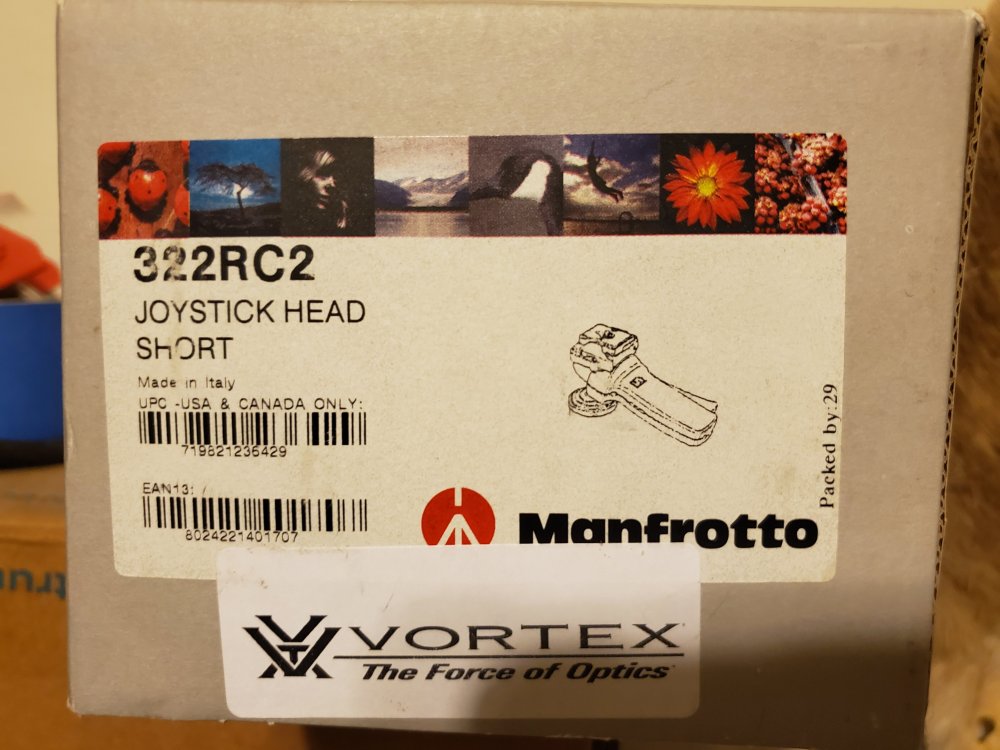 322RC2
JOYSTICK HEAD
SHORT
Made in Italy
UPC -USA & CANADA ONLY:
719821236429
EAN13:
8024221401707
Packed by:29
Manfrotto
VORTEX
The Force of Optics